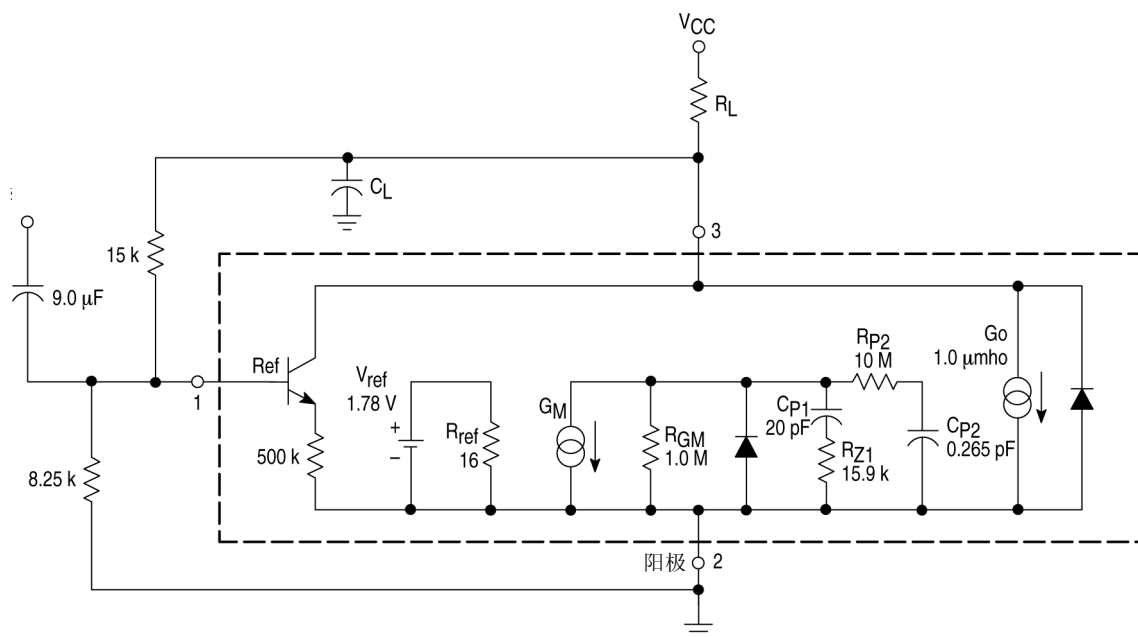 VCC
RL
CL
3
15 k
9.0 μF
Ref
1
8.25 k
500 k
Vref
1.78 V
+
–
Rref
16
GM
RGM
1.0 M
CP1
20 pF
RZ1
15.9 k
RP2
10 M
CP2
0.265 pF
Go
1.0 μmho
阳极
2